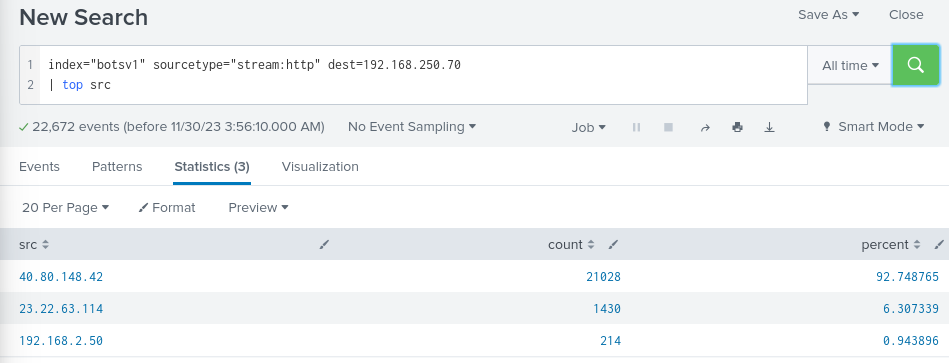 New Search
Save As Close
1 index="botsv1" sourcetype="stream:http" dest=192.168.250.70
2 | top src
All time
22,672 events (before 11/30/23 3:56:10.000 AM) No Event Sampling Job Smart Mode
Events Patterns Statistics (3) Visualization
20 Per Page Format Preview
src count percent
40.80.148.42 21028 92.748765
23.22.63.114 1430 6.307339
192.168.2.50 214 0.943896